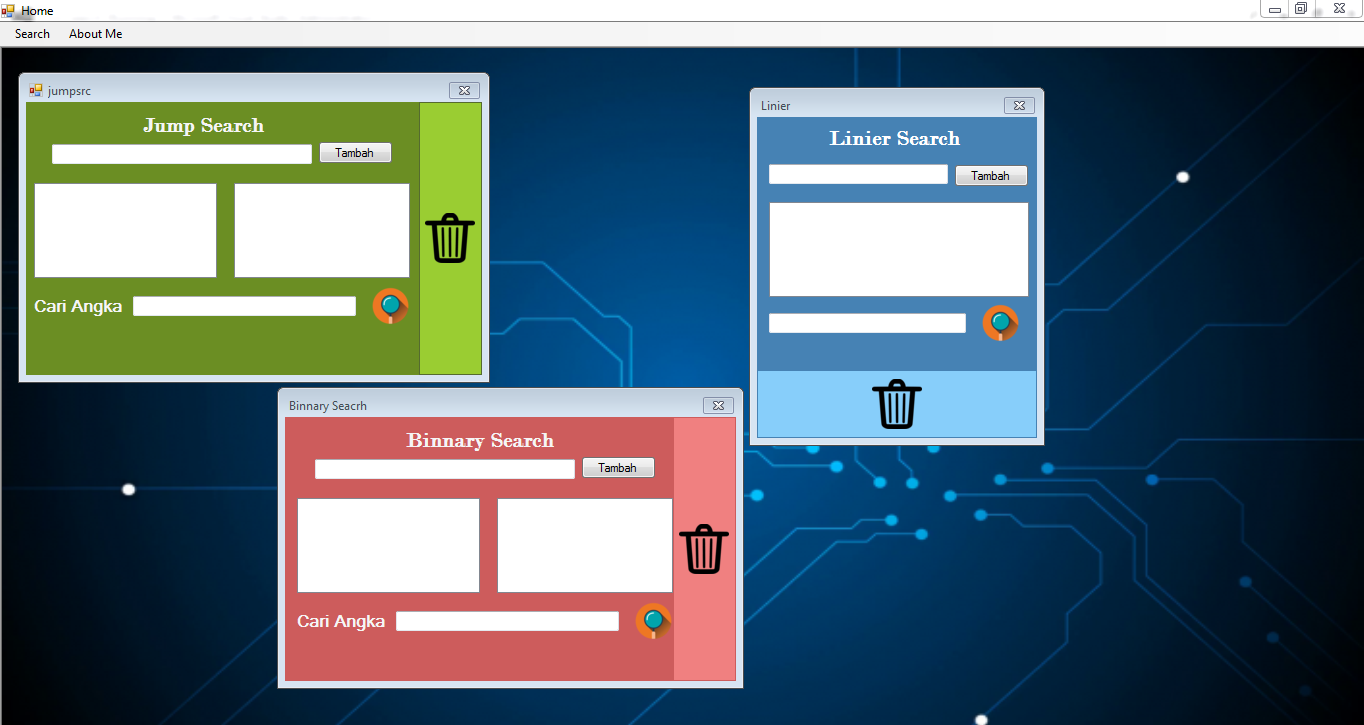 Home
Search About Me
jumpsrc
Jump Search
Tambah
Cari Angka
Linier
Linier Search
Tambah
Binnary Seacrh
Binnary Search
Tambah
Cari Angka